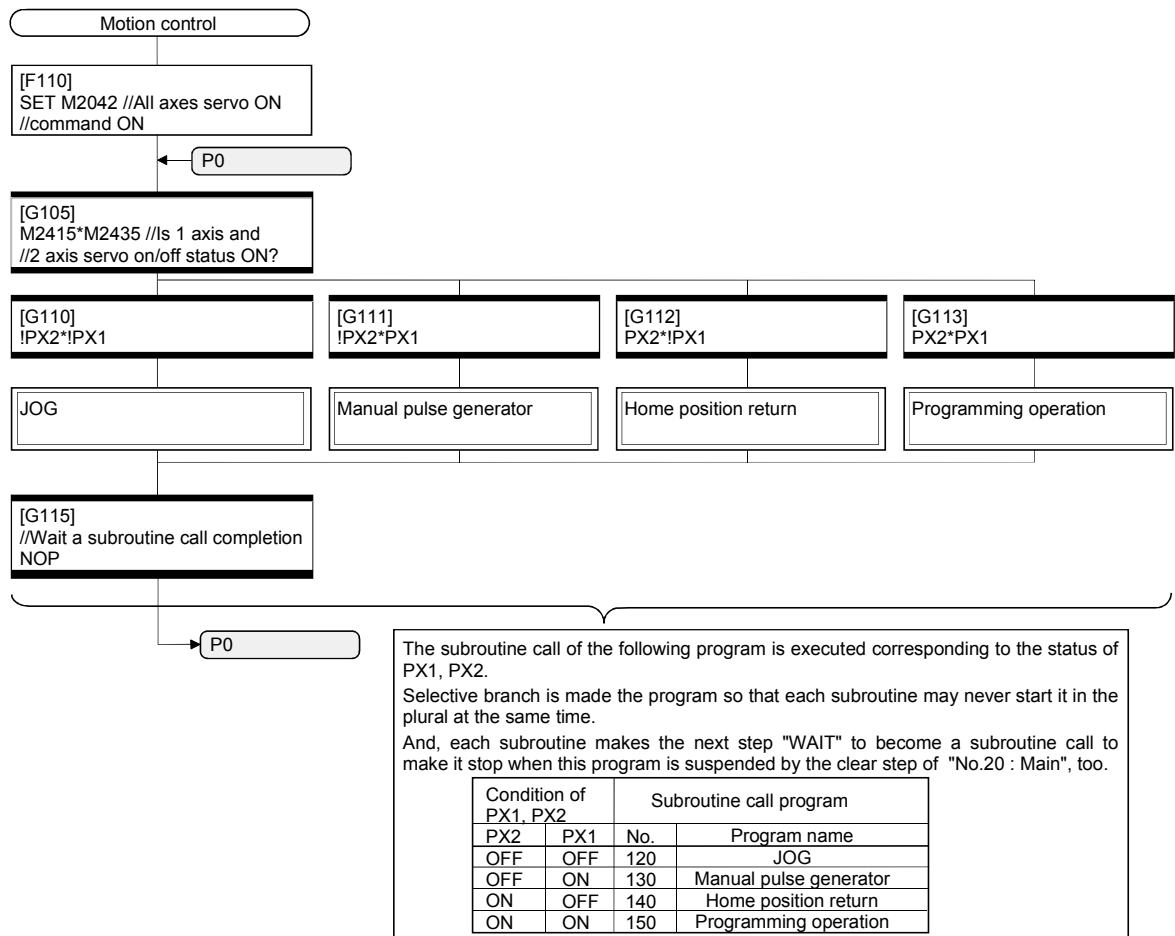 Motion control
[F110]
SET M2042 //All axes servo ON
//command ON
P0
[G105]
M2415*M2435 //Is 1 axis and
//2 axis servo on/off status ON?
[G110]
!PX2*!PX1
[G111]
!PX2*PX1
[G112]
PX2*!PX1
[G113]
PX2*PX1
JOG
Manual pulse generator
Home position return
Programming operation
[G115]
//Wait a subroutine call completion
NOP
P0
The subroutine call of the following program is executed corresponding to the status of
PX1, PX2.
Selective branch is made the program so that each subroutine may never start it in the
plural at the same time.
And, each subroutine makes the next step "WAIT" to become a subroutine call to
make it stop when this program is suspended by the clear step of "No.20 : Main", too.
Condition of
PX1, PX2
Subroutine call program
PX2 PX1 No. Program name
OFF OFF 120 JOG
OFF ON 130 Manual pulse generator
ON OFF 140 Home position return
ON ON 150 Programming operation